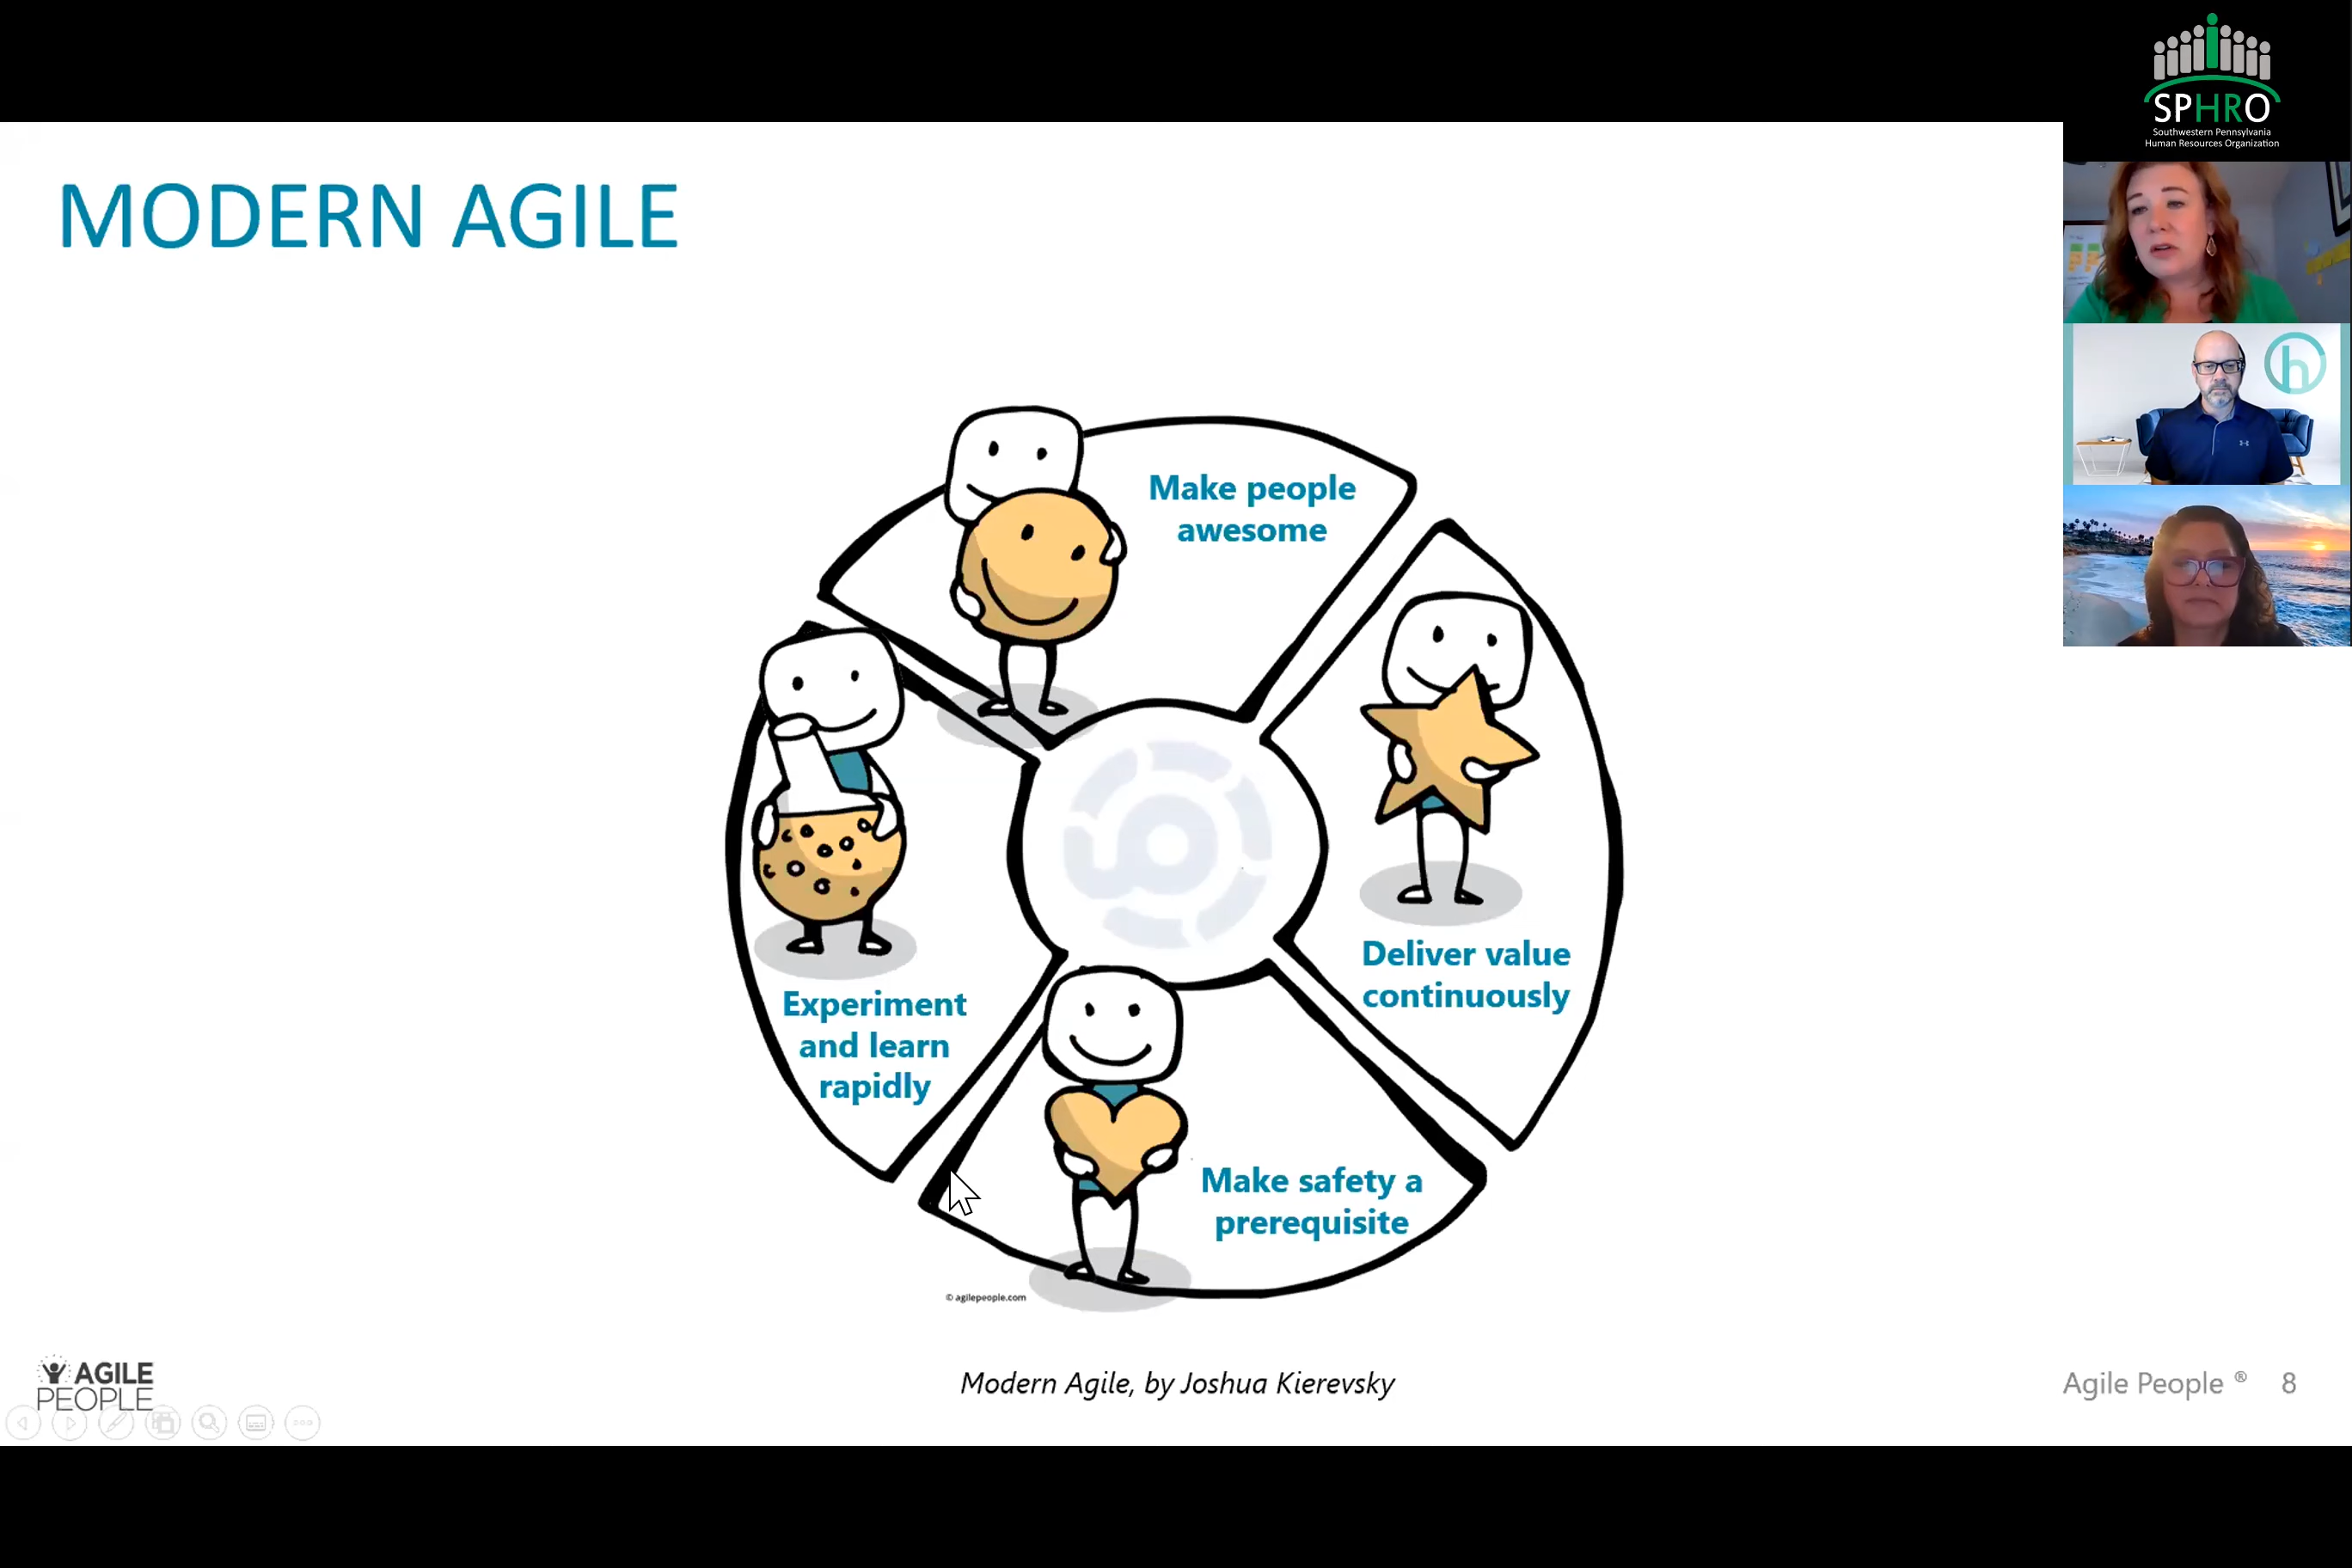 SPHRO
Southwestern Pennsylvania
Human Resources Organization
MODERN AGILE
Make people
awesome
Deliver value
continuously
Experiment
and learn
rapidly
Make safety a
prerequisite
© agilepeople.com
AGILE
PEOPLE
Modern Agile, by Joshua Kierevsky
Agile People ® 8
h